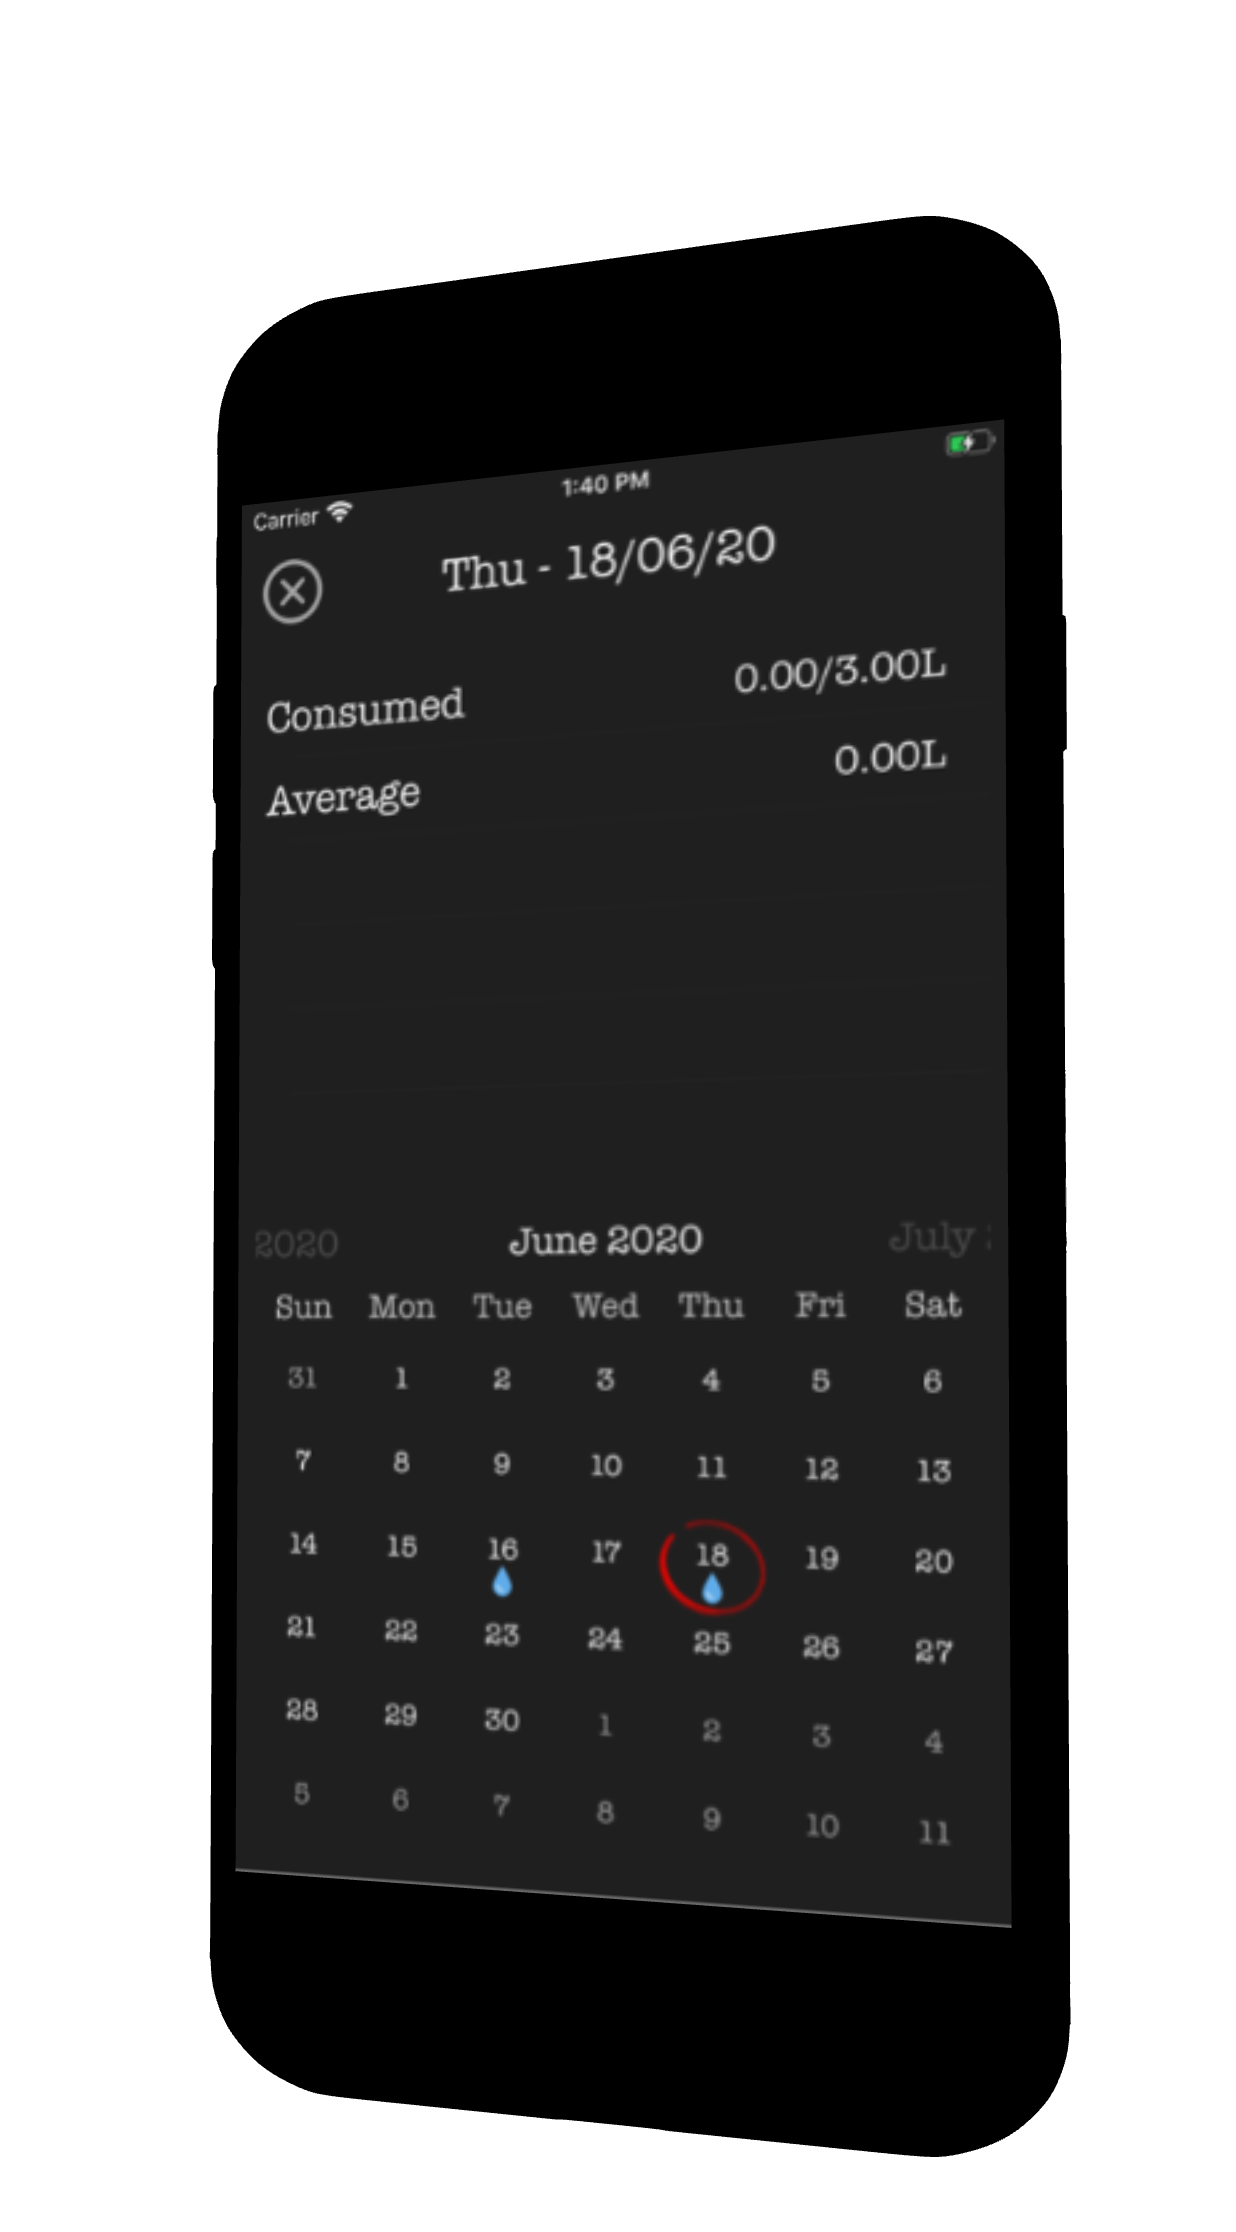 Carrier 1:40 PM
Thu - 18/06/20
Consumed 0.00/3.00L
Average 0.00L
2020 June 2020 July
Sun Mon Tue Wed Thu Fri Sat
31 1 2 3 4 5 6
7 8 9 10 11 12 13
14 15 16 17 18 19 20
21 22 23 24 25 26 27
28 29 30 1 2 3 4
5 6 7 8 9 10 11